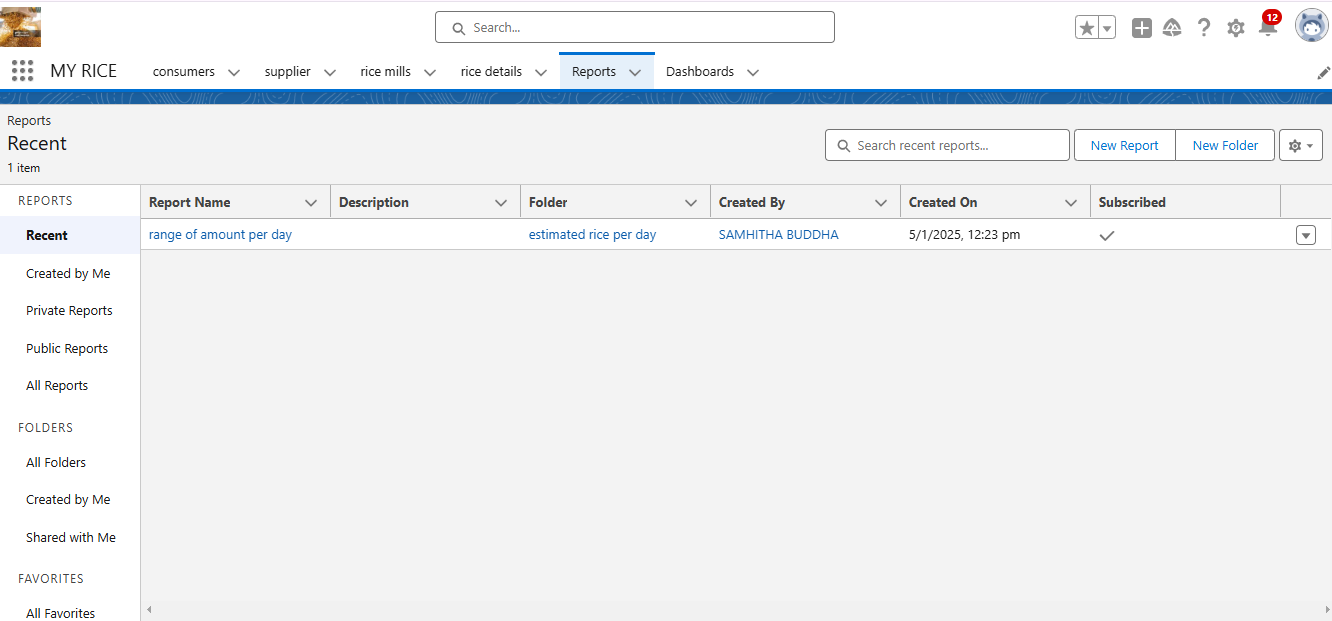 Search...
12
MY RICE
consumers
supplier
rice mills
rice details
Reports
Dashboards
Reports
Recent
1 item
Search recent reports...
New Report
New Folder
REPORTS
Recent
Created by Me
Private Reports
Public Reports
All Reports
FOLDERS
All Folders
Created by Me
Shared with Me
FAVORITES
All Favorites
Report Name Description Folder Created By Created On Subscribed
range of amount per day estimated rice per day SAMHITHA BUDDHA 5/1/2025, 12:23 pm